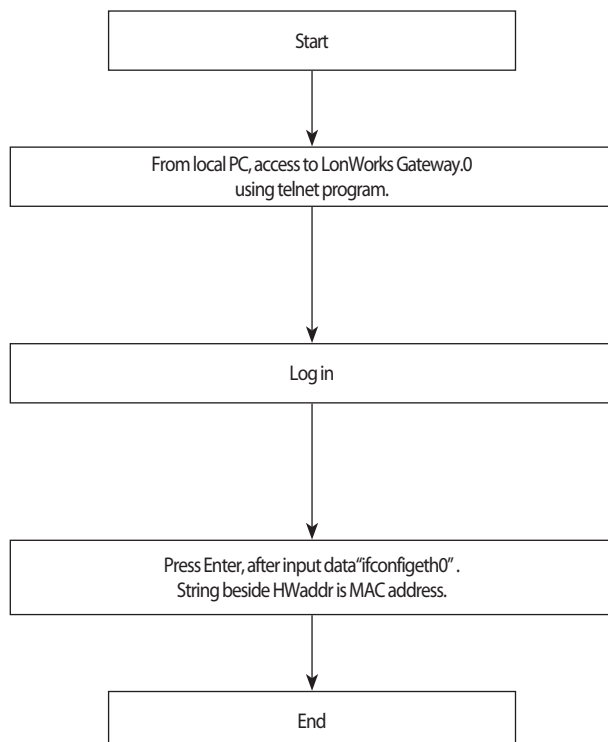 Start
From local PC, access to LonWorks Gateway.0
using telnet program.
Log in
Press Enter, after input data“ifconfigeth0” .
String beside HWaddr is MAC address.
End